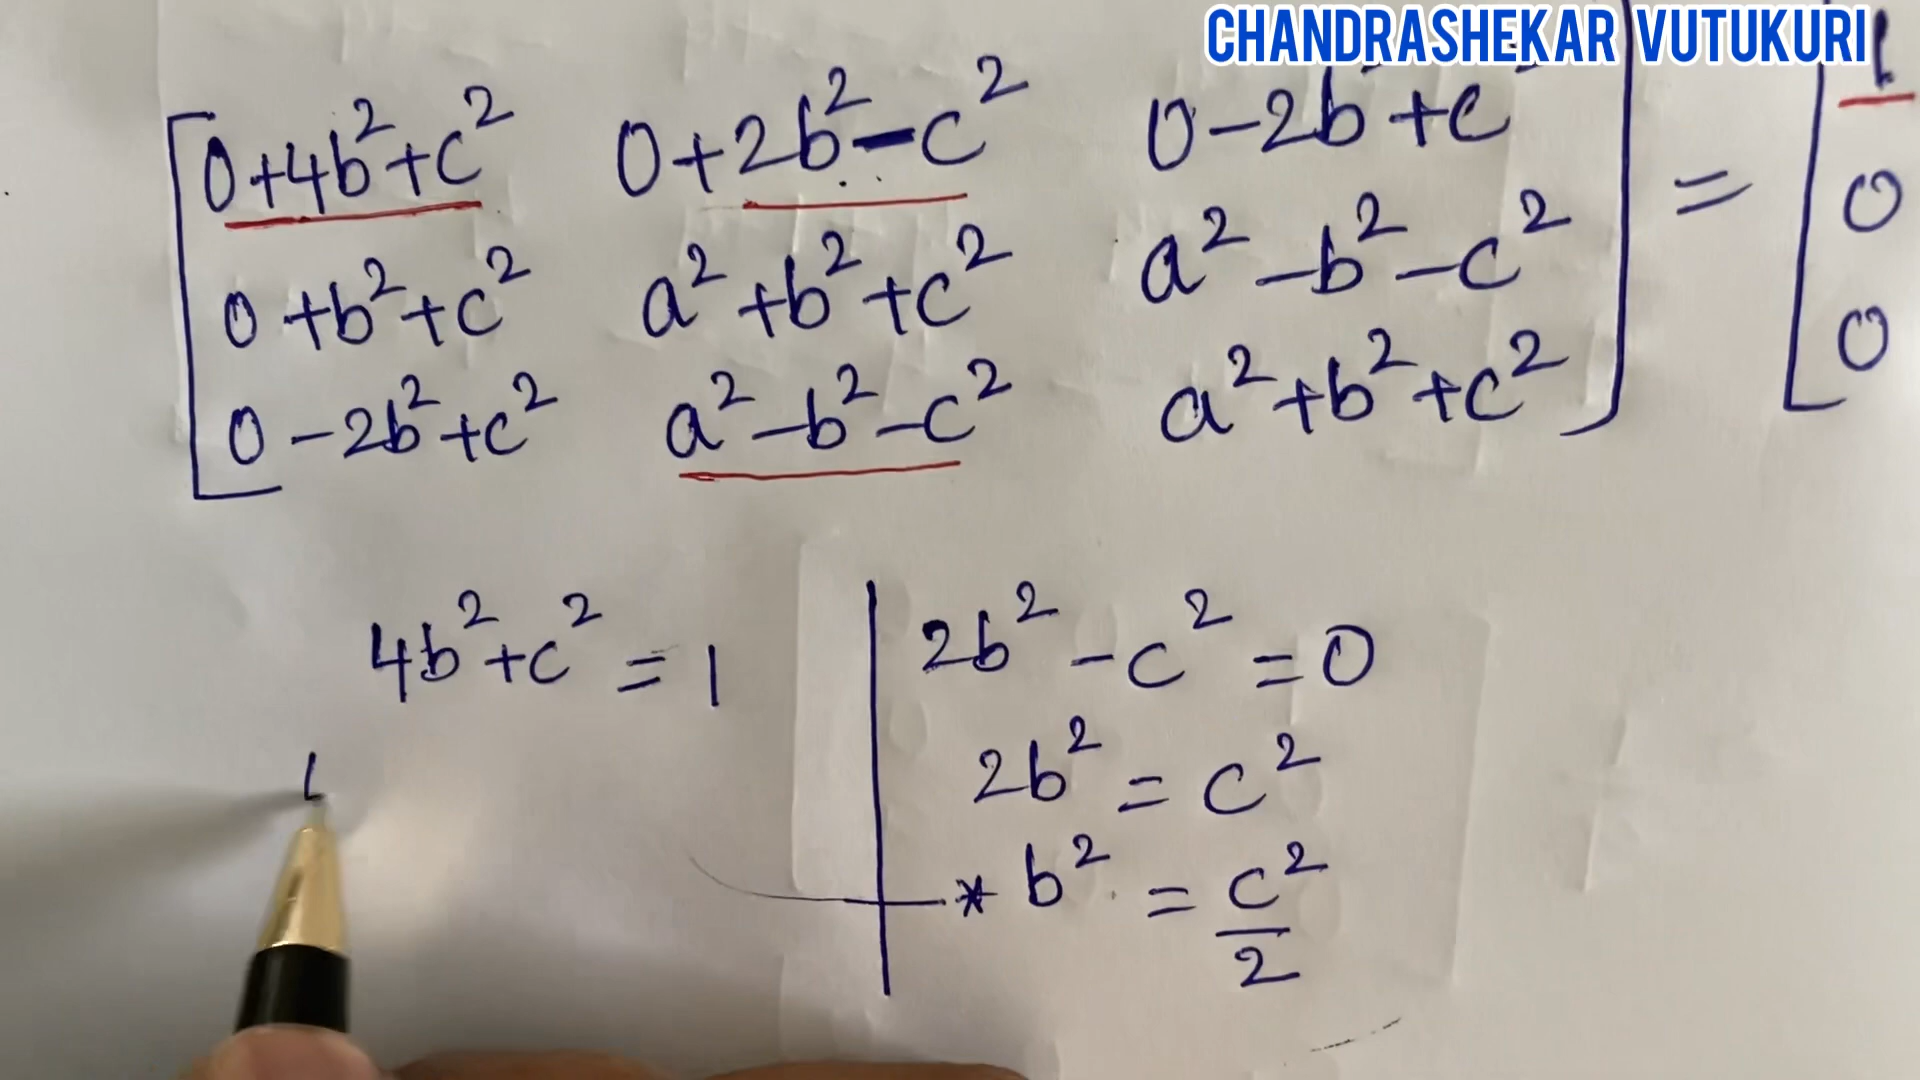 CHANDRASHEKAR VUTUKURI
0+4b²+c² 0+2b²-c² 0-2b²+c² = 1
0+b²+c² a²+b²+c² a²-b²-c² 0
0-2b²+c² a²-b²-c² a²+b²+c² 0
4b²+c² = 1
2b²-c² = 0
2b² = c²
* b² = c²/2